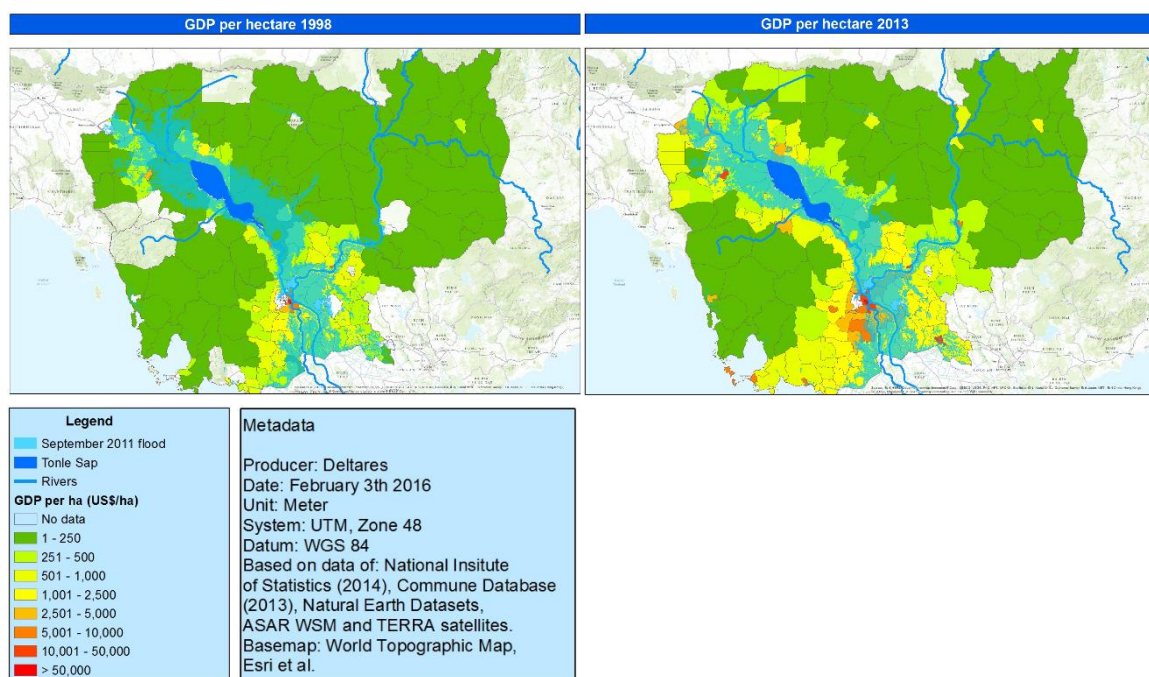 GDP per hectare 1998
GDP per hectare 2013
Legend
September 2011 flood
Tonle Sap
Rivers
GDP per ha (US$/ha)
No data
1 - 250
251 - 500
501 - 1,000
1,001 - 2,500
2,501 - 5,000
5,001 - 10,000
10,001 - 50,000
> 50,000
Metadata
Producer: Deltares
Date: February 3th 2016
Unit: Meter
System: UTM, Zone 48
Datum: WGS 84
Based on data of: National Insitute
of Statistics (2014), Commune Database
(2013), Natural Earth Datasets,
ASAR WSM and TERRA satellites.
Basemap: World Topographic Map,
Esri et al.